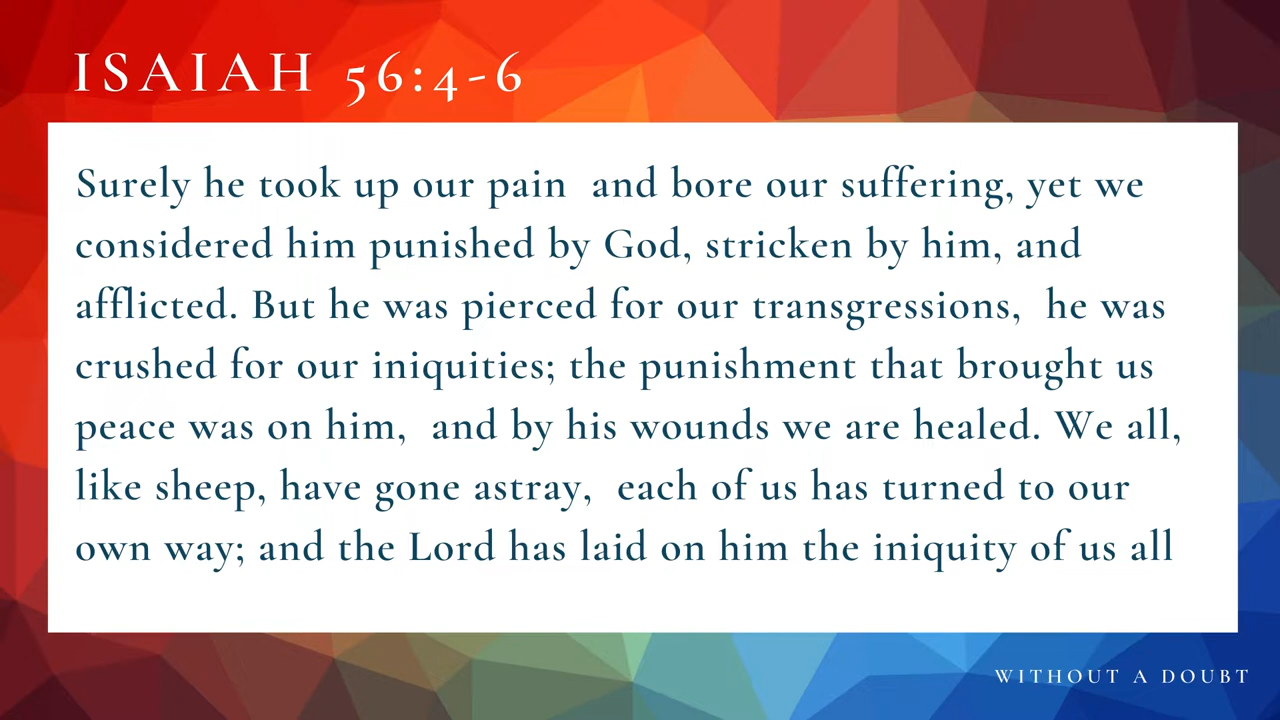 ISAIAH 56:4-6
Surely he took up our pain  and bore our suffering, yet we
considered him punished by God, stricken by him, and
afflicted. But he was pierced for our transgressions,  he was
crushed for our iniquities; the punishment that brought us
peace was on him,  and by his wounds we are healed. We all,
like sheep, have gone astray,  each of us has turned to our
own way; and the Lord has laid on him the iniquity of us all
WITHOUT A DOUBT